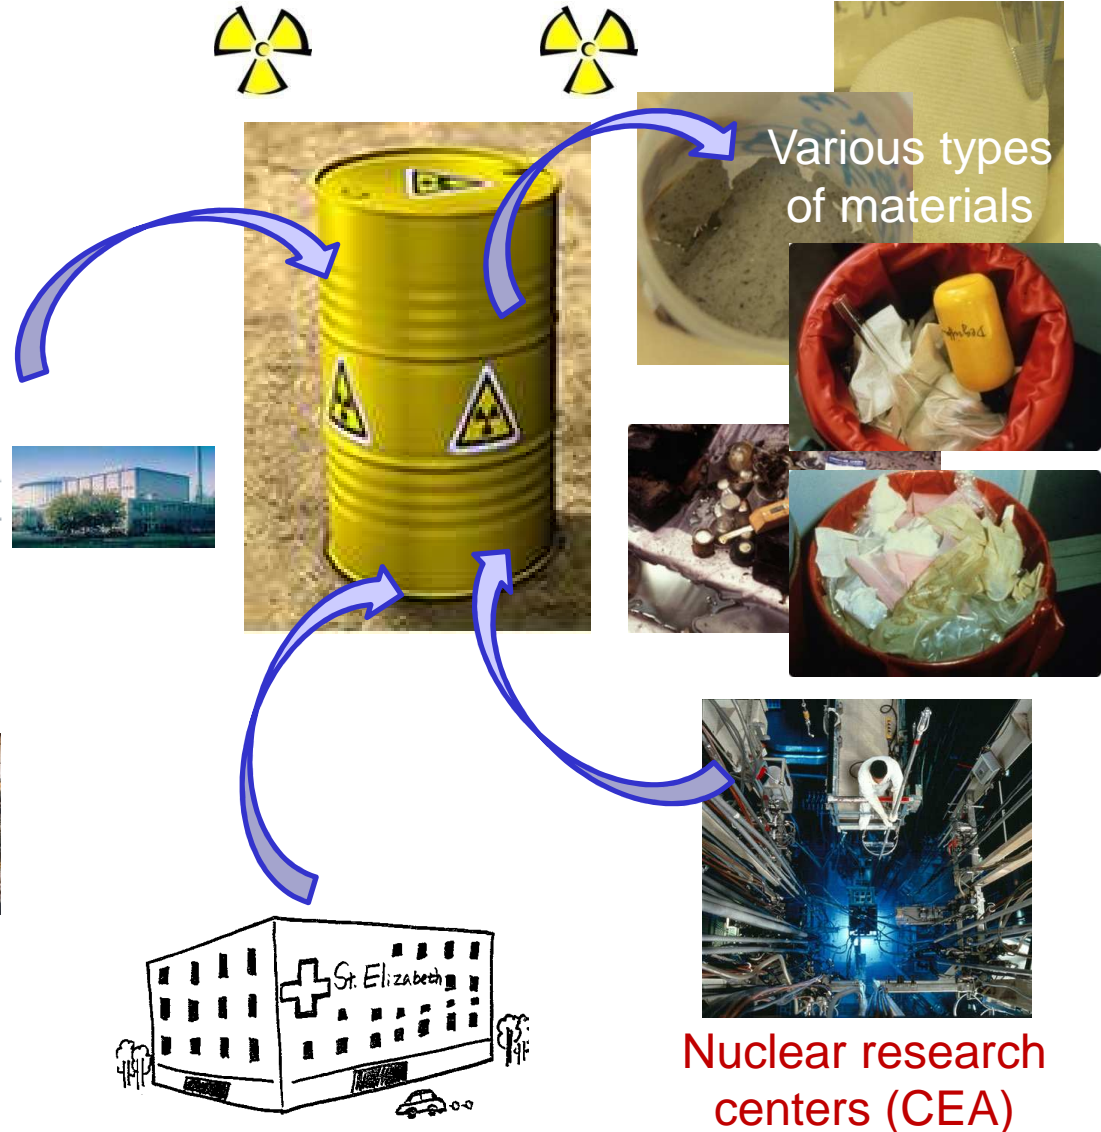 Various types
of materials
St. Elizabeth
Nuclear research
centers (CEA)